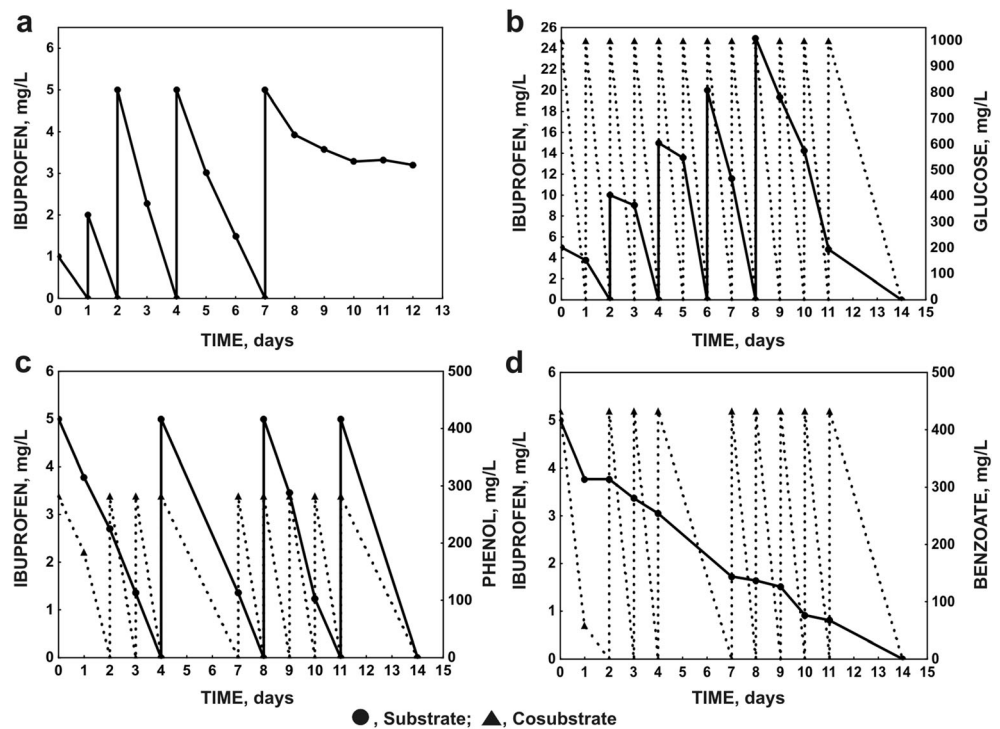 a
IBUPROFEN, mg/L
6
5
4
3
2
1
0
0 1 2 3 4 5 6 7 8 9 10 11 12 13
TIME, days
b
IBUPROFEN, mg/L
26
24
22
20
18
16
14
12
10
8
6
4
2
0
0 1 2 3 4 5 6 7 8 9 10 11 12 13 14 15
TIME, days
1000
900
800
700
600
500
400
300
200
100
0
GLUCOSE, mg/L
c
IBUPROFEN, mg/L
6
5
4
3
2
1
0
0 1 2 3 4 5 6 7 8 9 10 11 12 13 14 15
TIME, days
500
400
300
200
100
0
PHENOL, mg/L
d
IBUPROFEN, mg/L
6
5
4
3
2
1
0
0 1 2 3 4 5 6 7 8 9 10 11 12 13 14 15
TIME, days
500
400
300
200
100
0
BENZOATE, mg/L
, Substrate; , Cosubstrate